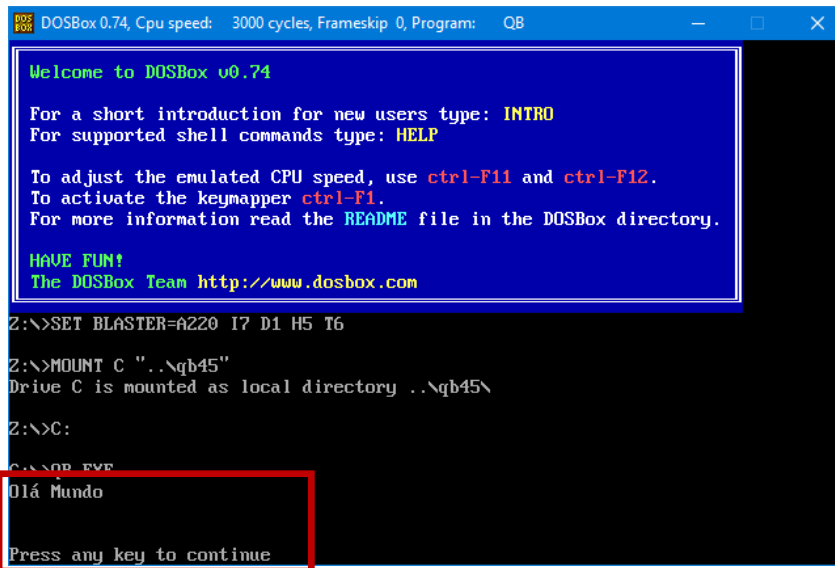 DOSBox 0.74, Cpu speed: 3000 cycles, Frameskip 0, Program: QB
Welcome to DOSBox v0.74
For a short introduction for new users type: INTRO
For supported shell commands type: HELP
To adjust the emulated CPU speed, use ctrl-F11 and ctrl-F12.
To activate the keymapper ctrl-F1.
For more information read the README file in the DOSBox directory.
HAVE FUN!
The DOSBox Team http://www.dosbox.com
Z:\>SET BLASTER=A220 I7 D1 H5 T6
Z:\>MOUNT C "..\qb45"
Drive C is mounted as local directory ..\qb45\
Z:\>C:
C:\>QB.EXE
Olá Mundo
Press any key to continue